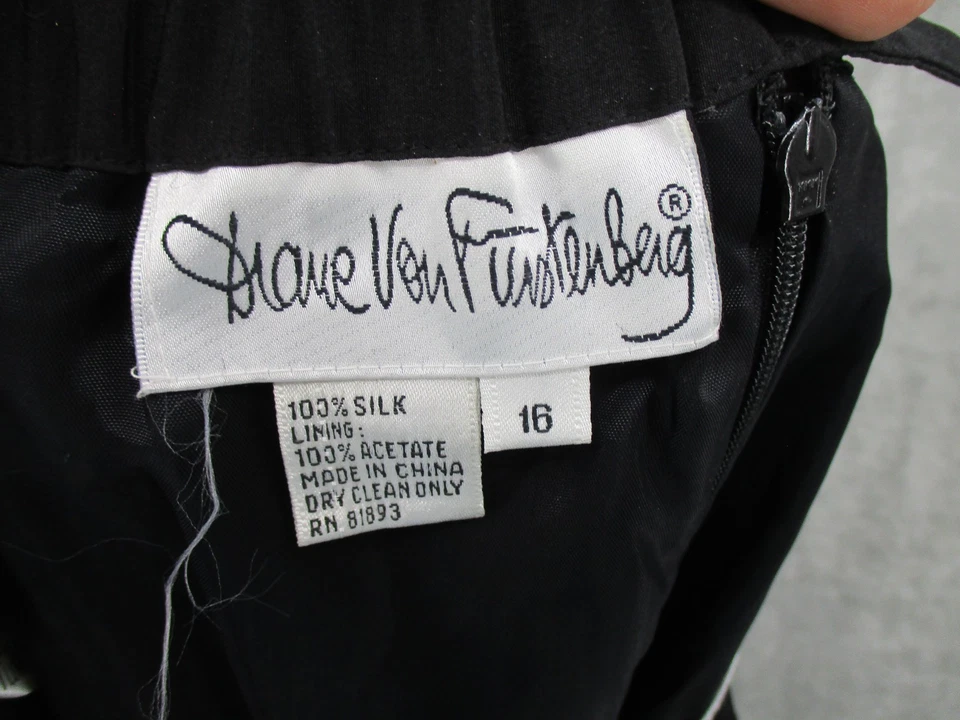 Diane Von Furstenberg®
100% SILK
LINING:
100% ACETATE
MADE IN CHINA
DRY CLEAN ONLY
RN 81893
16